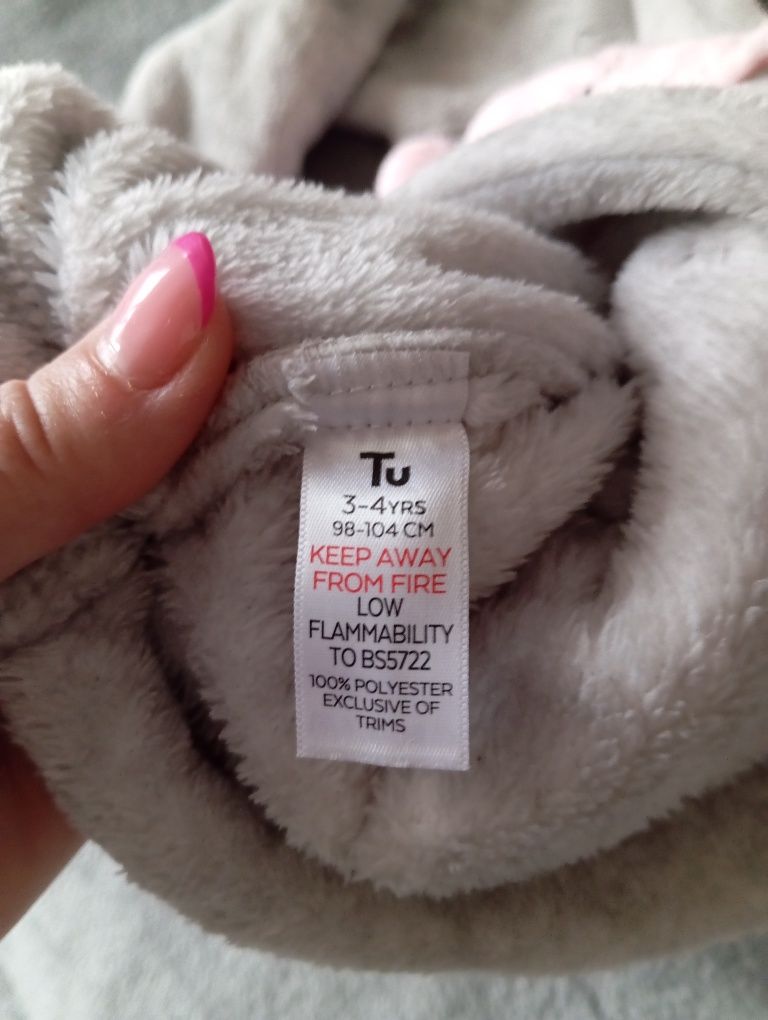 Tu
3-4YRS
98-104 CM
KEEP AWAY
FROM FIRE
LOW
FLAMMABILITY
TO BS5722
100% POLYESTER
EXCLUSIVE OF
TRIMS